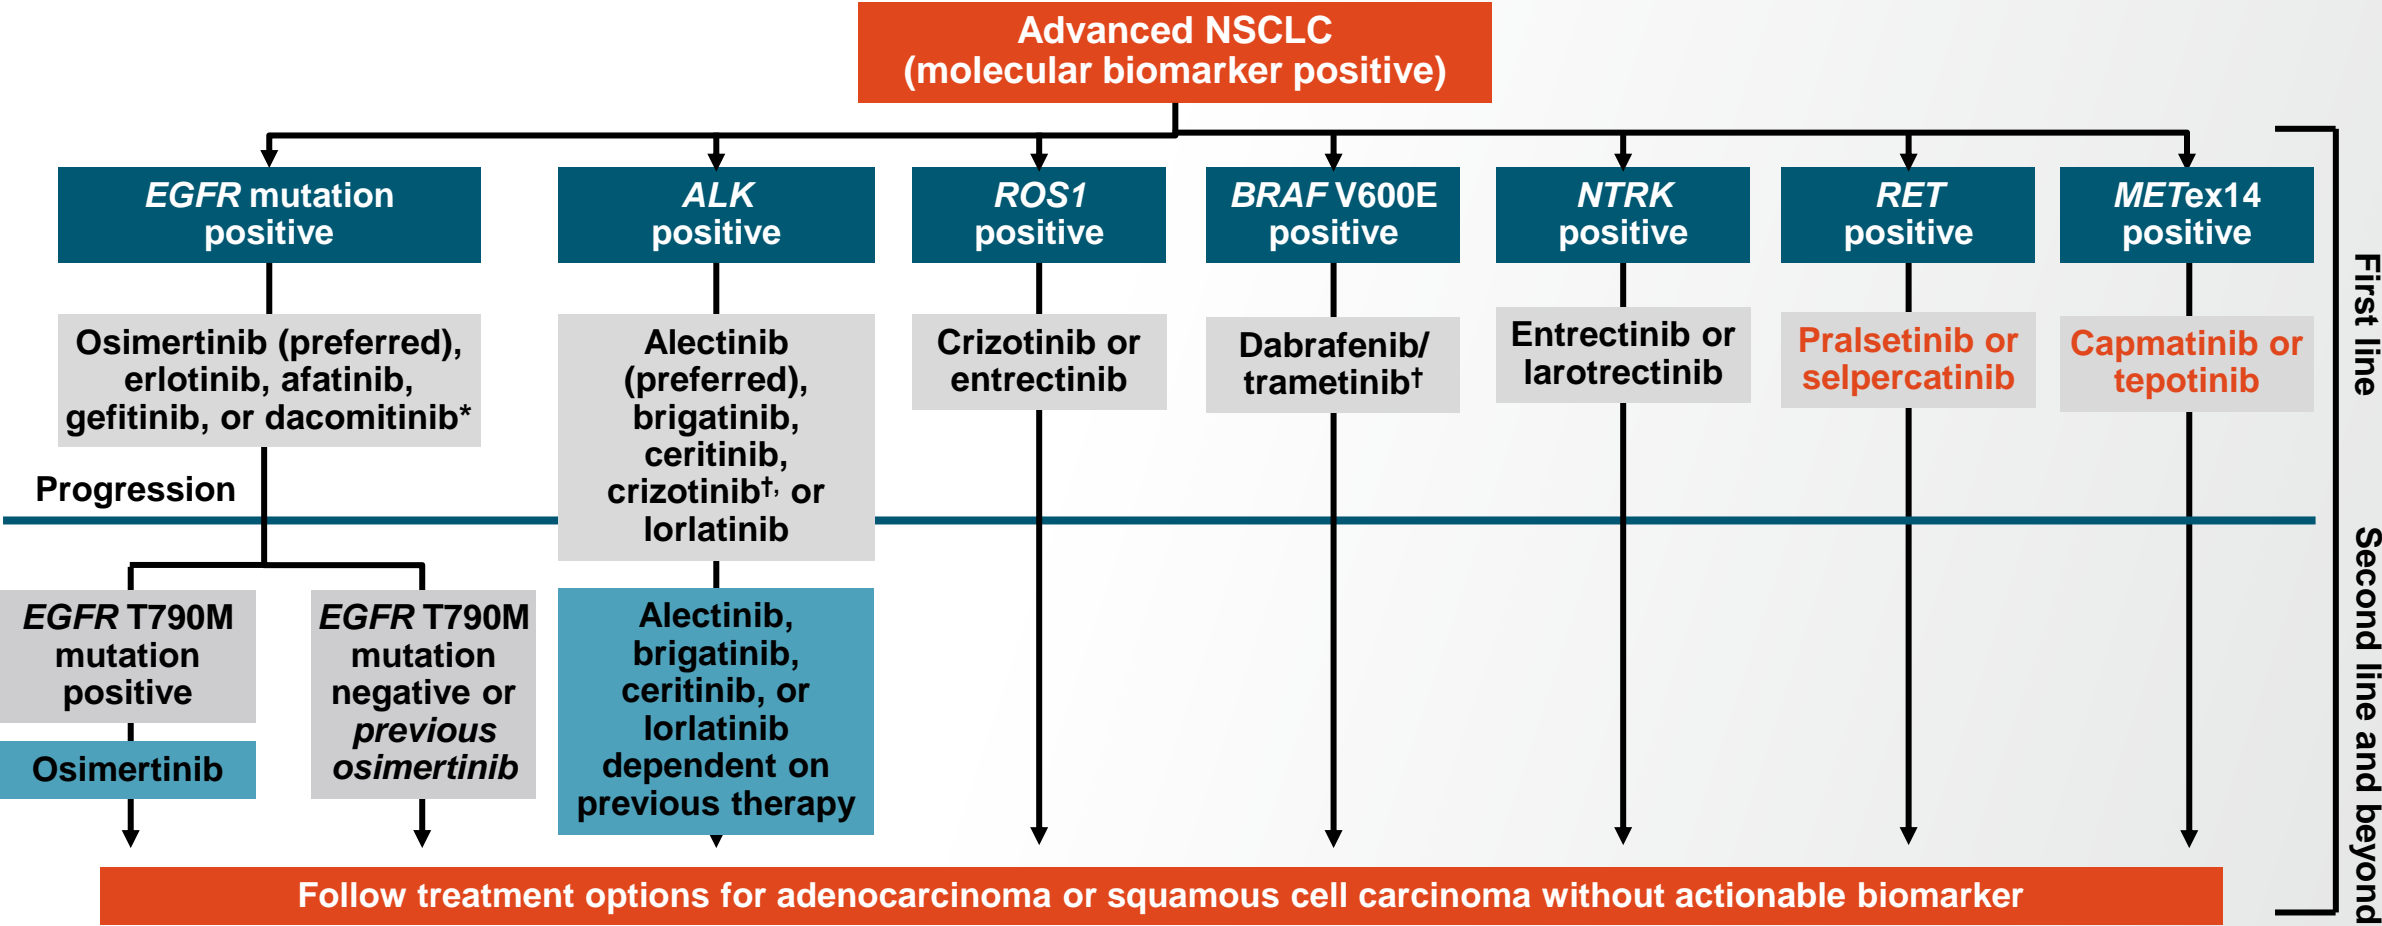 Advanced NSCLC
(molecular biomarker positive)
EGFR mutation
positive
ALK
positive
ROS1
positive
BRAF V600E
positive
NTRK
positive
RET
positive
METex14
positive
First line
Osimertinib (preferred),
erlotinib, afatinib,
gefitinib, or dacomitinib*
Alectinib
(preferred),
brigatinib,
ceritinib,
crizotinib†, or
lorlatinib
Crizotinib or
entrectinib
Dabrafenib/
trametinib†
Entrectinib or
larotrectinib
Pralsetinib or
selpercatinib
Capmatinib or
tepotinib
Progression
Second line and beyond
EGFR T790M
mutation
positive
Osimertinib
EGFR T790M
mutation
negative or
previous
osimertinib
Alectinib,
brigatinib,
ceritinib, or
lorlatinib
dependent on
previous therapy
Follow treatment options for adenocarcinoma or squamous cell carcinoma without actionable biomarker